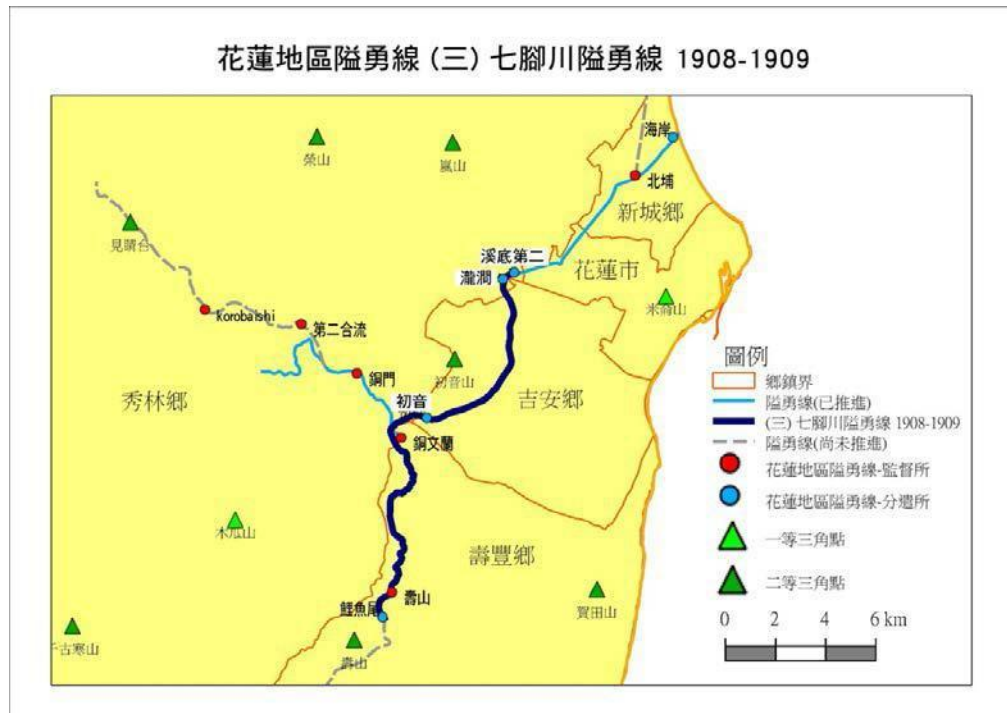 花蓮地區隘勇線 (三) 七腳川隘勇線 1908-1909
海岸
榮山
嵐山
北埔
新城鄉
見晴台
溪底第二
花蓮市
瀧澗
米崙山
Korobaishi
第二合流
圖例
銅門
初音山
鄉鎮界
秀林鄉
吉安鄉
隘勇線(已推進)
初音
(三) 七腳川隘勇線 1908-1909
銅文蘭
隘勇線(尚未推進)
花蓮地區隘勇線-監督所
花蓮地區隘勇線-分遣所
木瓜山
一等三角點
壽豐鄉
二等三角點
壽山
賀田山
鯉魚尾
0 2 4 6 km
千古寒山
壽山